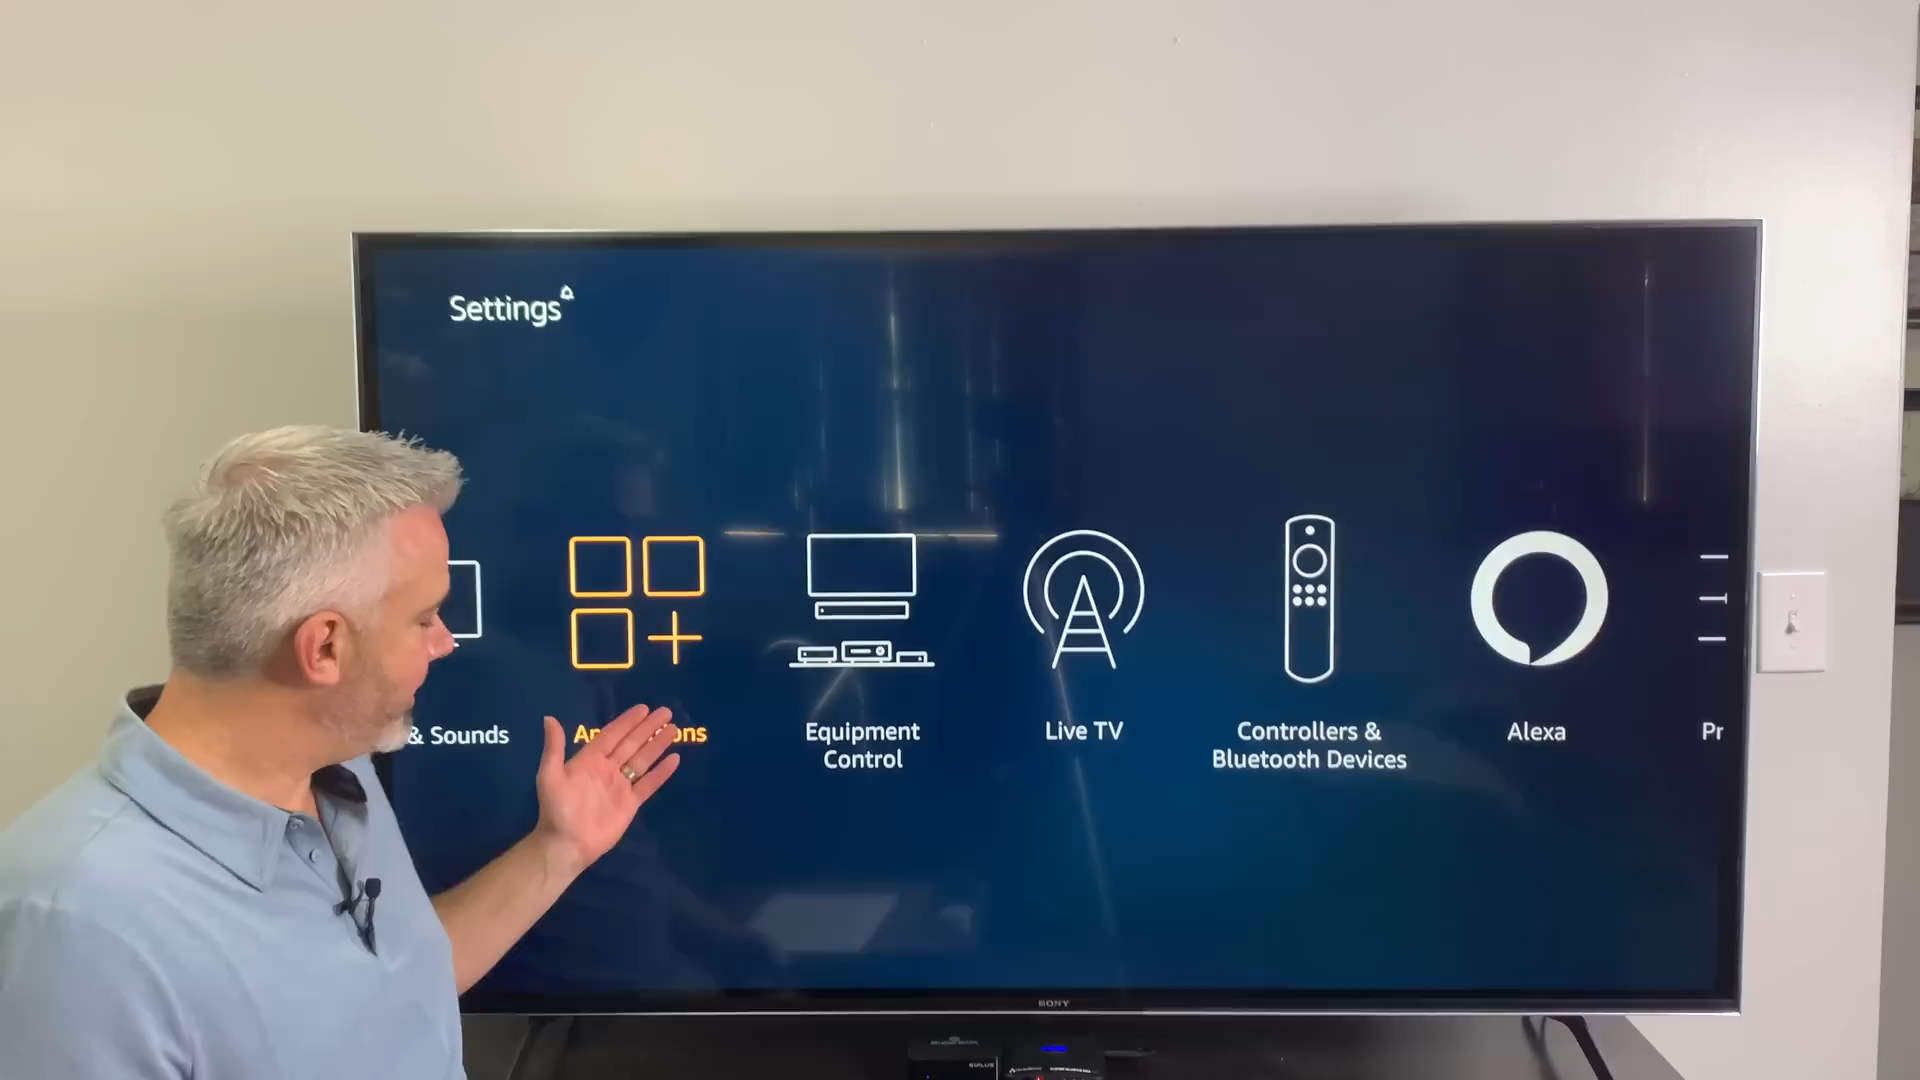 Settings
& Sounds
Equipment
Control
Live TV
Controllers &
Bluetooth Devices
Alexa
Pr
SONY